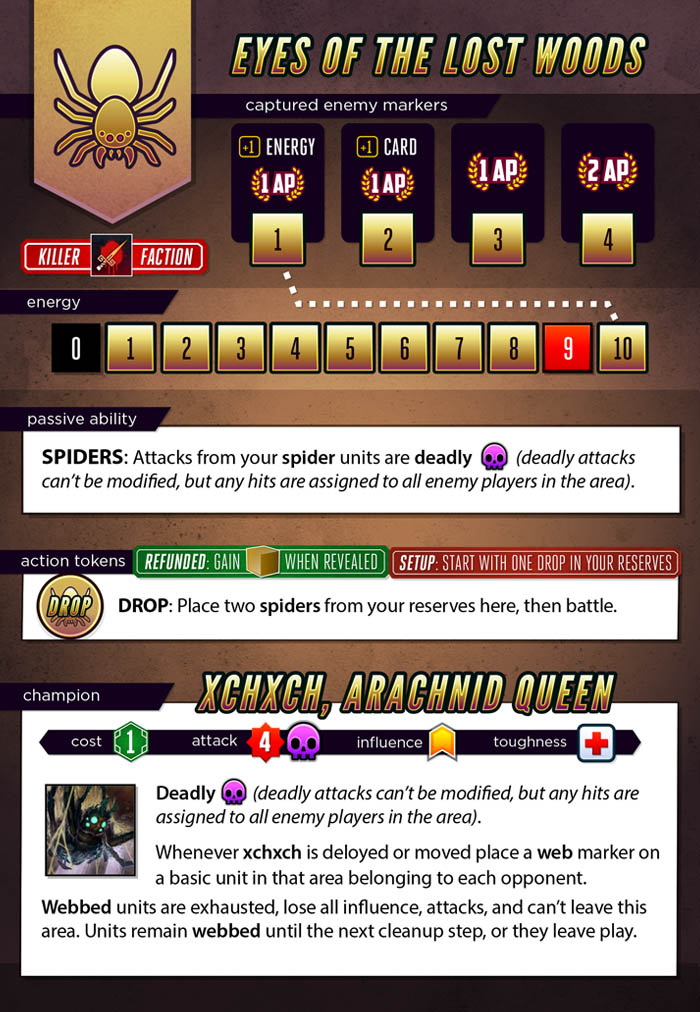 EYES OF THE LOST WOODS
captured enemy markers
+1 ENERGY
1 AP
1
+1 CARD
1 AP
2
1 AP
3
2 AP
4
KILLER FACTION
energy
0 1 2 3 4 5 6 7 8 9 10
passive ability
SPIDERS: Attacks from your spider units are deadly (deadly attacks
can't be modified, but any hits are assigned to all enemy players in the area).
action tokens
REFUNDED: GAIN WHEN REVEALED
SETUP: START WITH ONE DROP IN YOUR RESERVES
DROP
DROP: Place two spiders from your reserves here, then battle.
champion
XCHXCH, ARACHNID QUEEN
cost 1 attack 4 influence toughness
Deadly (deadly attacks can't be modified, but any hits are
assigned to all enemy players in the area).
Whenever xchxch is deloyed or moved place a web marker on
a basic unit in that area belonging to each opponent.
Webbed units are exhausted, lose all influence, attacks, and can't leave this
area. Units remain webbed until the next cleanup step, or they leave play.